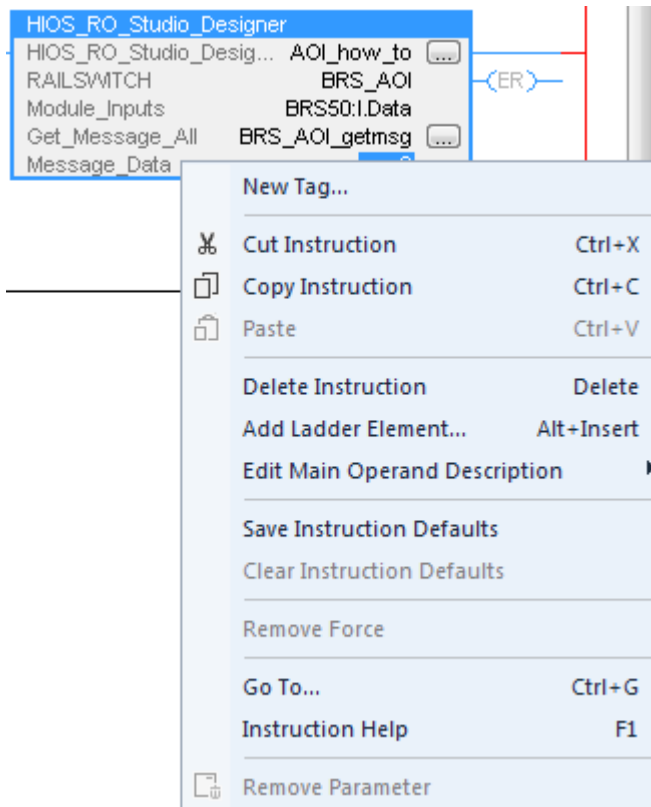 HIOS_RO_Studio_Designer
HIOS_RO_Studio_Desig... AOI_how_to ...
RAILSWITCH BRS_AOI
ER
Module_Inputs BRS50:I.Data
Get_Message_All BRS_AOI_getmsg ...
Message_Data
New Tag...
Cut Instruction Ctrl+X
Copy Instruction Ctrl+C
Paste Ctrl+V
Delete Instruction Delete
Add Ladder Element... Alt+Insert
Edit Main Operand Description
Save Instruction Defaults
Clear Instruction Defaults
Remove Force
Go To... Ctrl+G
Instruction Help F1
Remove Parameter